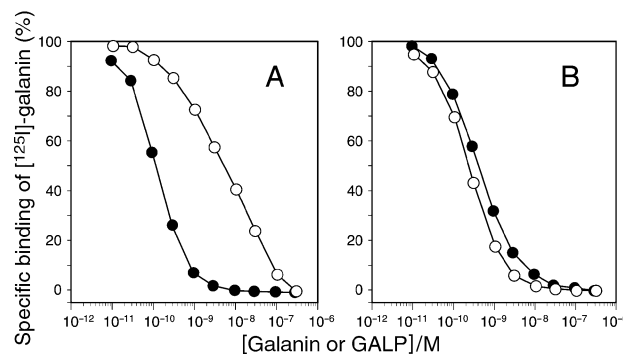 Specific binding of [¹²⁵I]-galanin (%)
100
80
60
40
20
0
A
10⁻¹² 10⁻¹¹ 10⁻¹⁰ 10⁻⁹ 10⁻⁸ 10⁻⁷ 10⁻⁶
100
80
60
40
20
0
B
10⁻¹² 10⁻¹¹ 10⁻¹⁰ 10⁻⁹ 10⁻⁸ 10⁻⁷ 10⁻
[Galanin or GALP]/M